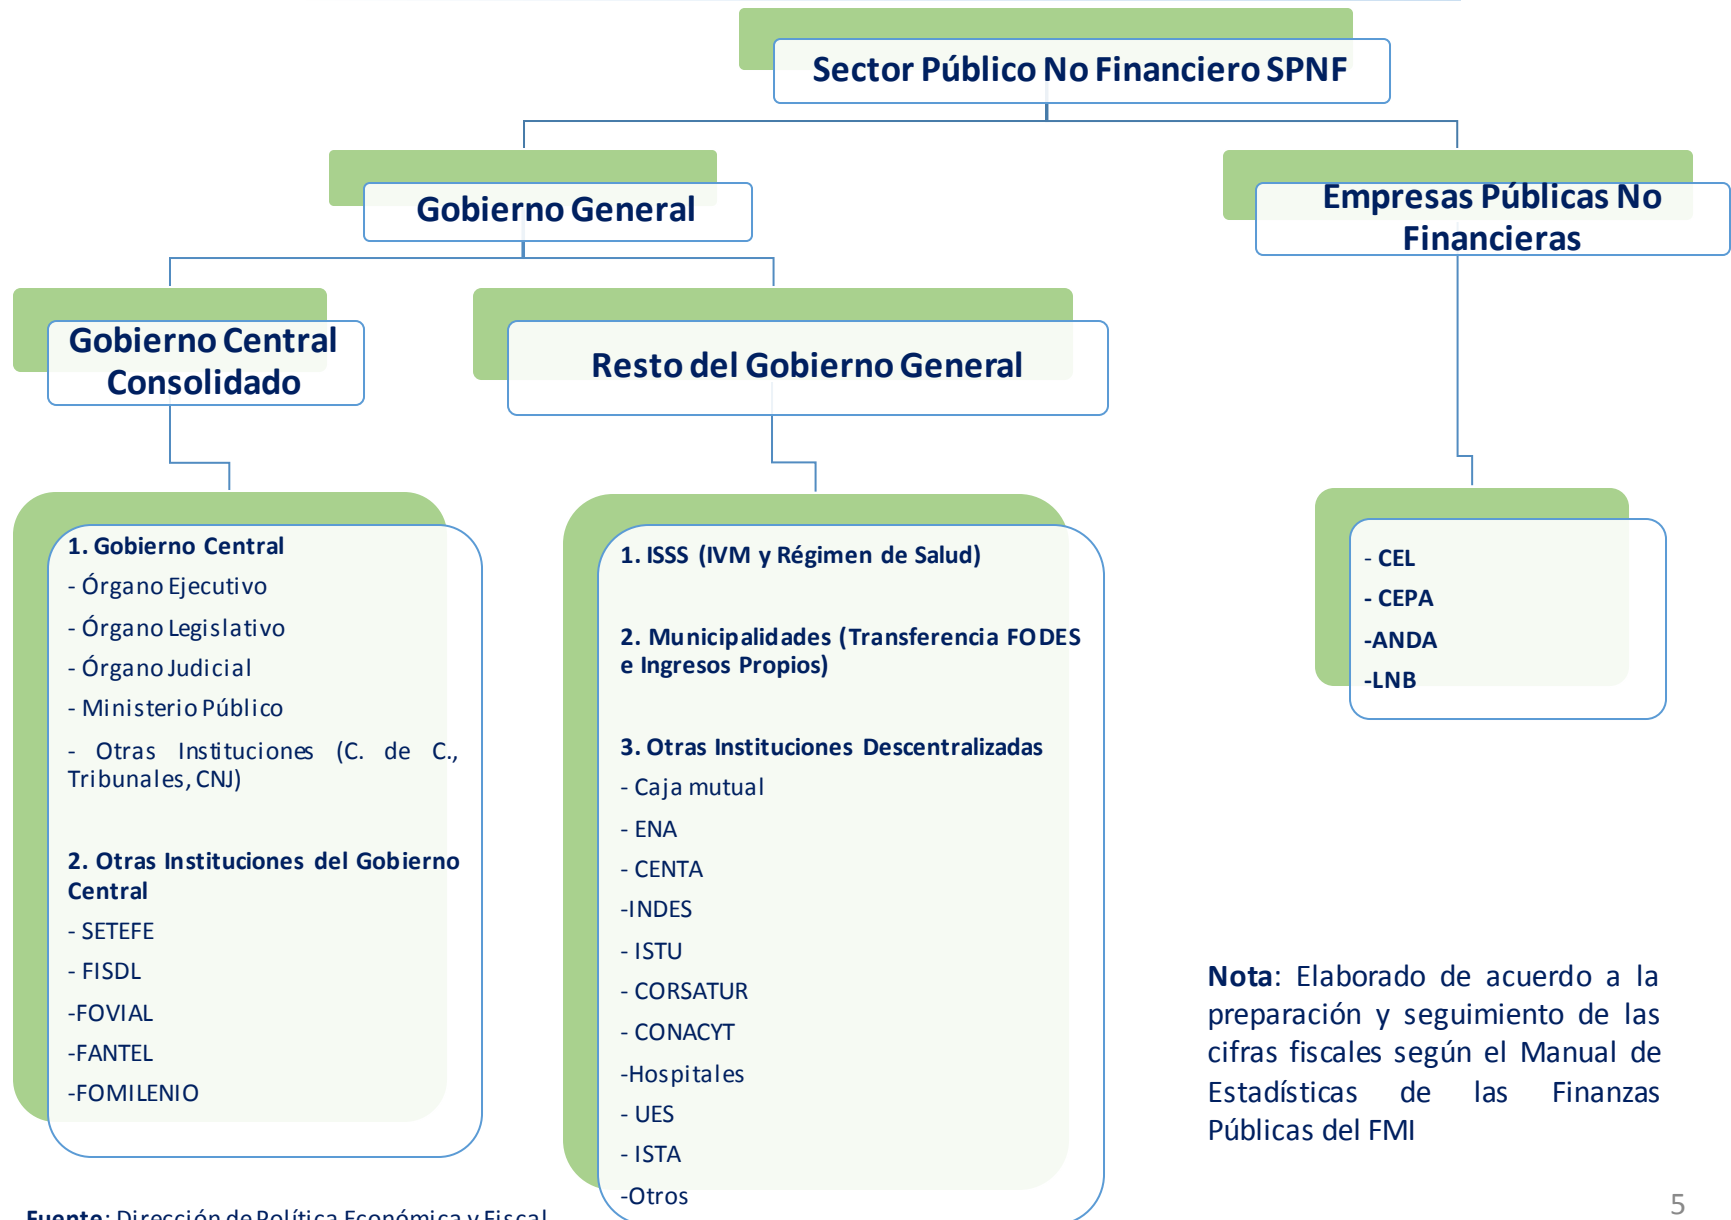 Sector Público No Financiero SPNF
Gobierno General
Empresas Públicas No
Financieras
Gobierno Central
Consolidado
Resto del Gobierno General
1. Gobierno Central
- Órgano Ejecutivo
- Órgano Legislativo
- Órgano Judicial
- Ministerio Público
- Otras Instituciones (C. de C.,
Tribunales, CNJ)
2. Otras Instituciones del Gobierno
Central
- SETEFE
- FISDL
-FOVIAL
-FANTEL
-FOMILENIO
1. ISSS (IVM y Régimen de Salud)
2. Municipalidades (Transferencia FODES
e Ingresos Propios)
3. Otras Instituciones Descentralizadas
- Caja mutual
- ENA
- CENTA
-INDES
- ISTU
- CORSATUR
- CONACYT
-Hospitales
- UES
- ISTA
-Otros
- CEL
- CEPA
-ANDA
-LNB
Nota: Elaborado de acuerdo a la
preparación y seguimiento de las
cifras fiscales según el Manual de
Estadísticas de las Finanzas
Públicas del FMI
Fuente: Dirección de Política Económica y Fiscal
5